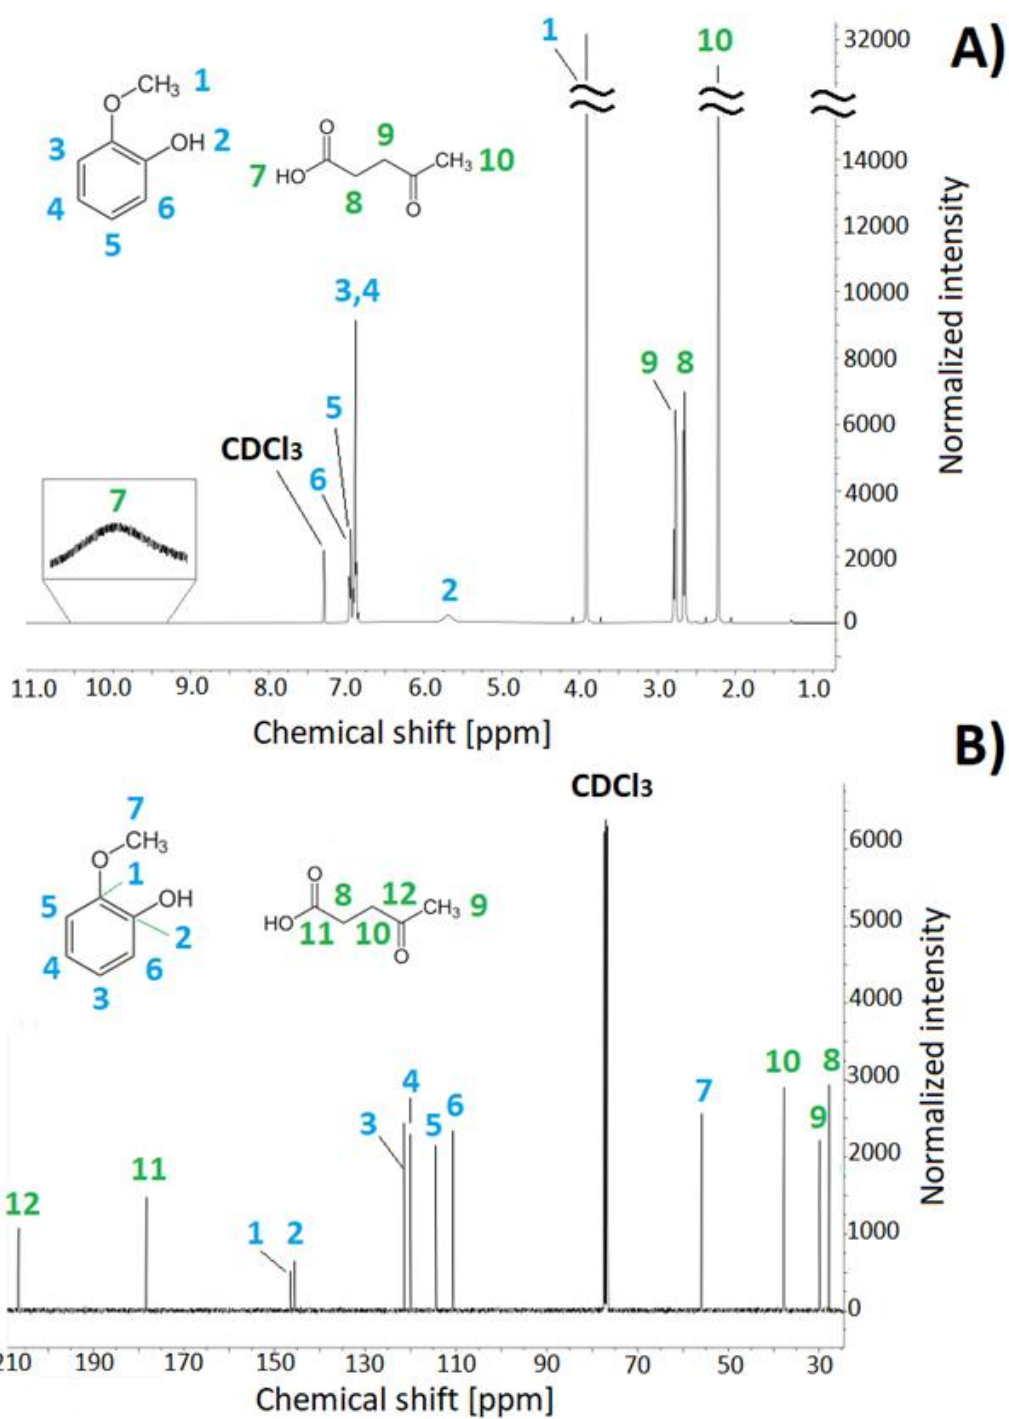 A)
1
10
32000
CH3 1
O
3
OH 2
4
6
5
O
9
7 HO
CH3 10
8
O
14000
12000
10000
8000
6000
4000
2000
0
Normalized intensity
3,4
9 8
5
CDCl3
6
7
2
11.0 10.0 9.0 8.0 7.0 6.0 5.0 4.0 3.0 2.0 1.0
Chemical shift [ppm]
B)
CDCl3
7
CH3
O
1
5
OH
2
4
6
3
O
8
12
CH3 9
HO
11
10
O
6000
5000
4000
3000
2000
1000
0
Normalized intensity
12
11
1 2
3
4
5
6
7
10
8
9
210 190 170 150 130 110 90 70 50 30
Chemical shift [ppm]